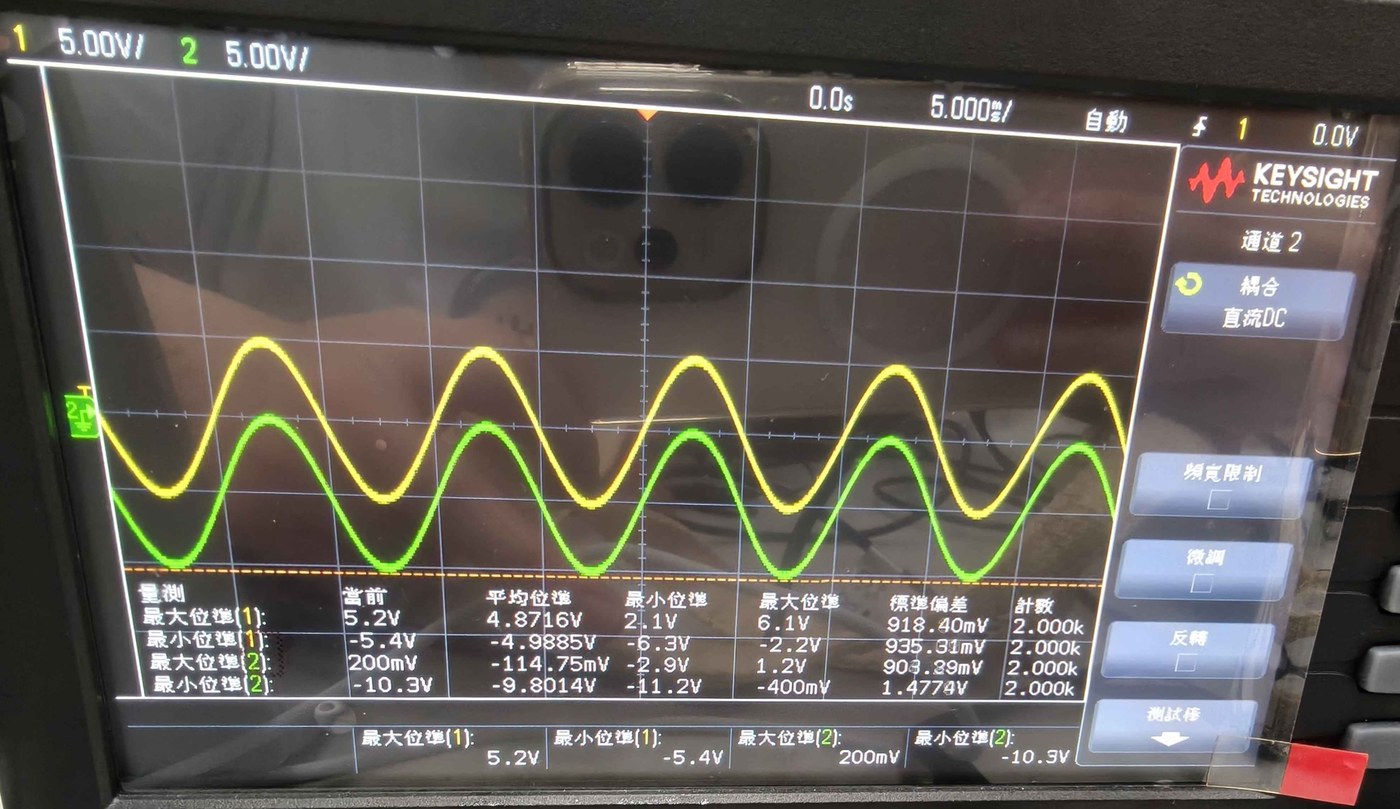 1 5.00V/ 2 5.00V/ 0.0s 5.000ms/ 自動 1 0.0V
KEYSIGHT
TECHNOLOGIES
通道 2
耦合
直流DC
2
頻寬限制
微調
反轉
測試棒
量測 當前 平均位準 最小位準 最大位準 標準偏差 計數
最大位準(1): 5.2V 4.8716V 2.1V 6.1V 918.40mV 2.000k
最小位準(1): -5.4V -4.9885V -6.3V -2.2V 935.31mV 2.000k
最大位準(2): 200mV -114.75mV -2.9V 1.2V 903.89mV 2.000k
最小位準(2): -10.3V -9.8014V -11.2V -400mV 1.4774V 2.000k
最大位準(1): 最小位準(1): 最大位準(2): 最小位準(2):
5.2V -5.4V 200mV -10.3V